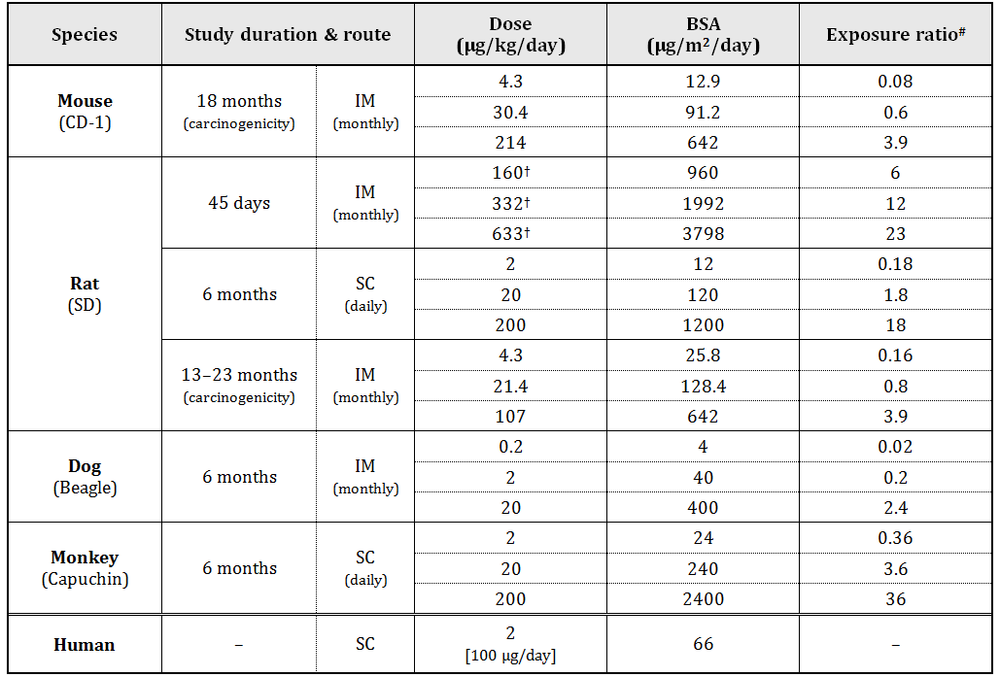 Species Study duration & route Dose (µg/kg/day) BSA (µg/m²/day) Exposure ratio#
Mouse (CD-1) 18 months (carcinogenicity) IM (monthly) 4.3 12.9 0.08
30.4 91.2 0.6
214 642 3.9
Rat (SD) 45 days IM (monthly) 160† 960 6
332† 1992 12
633† 3798 23
6 months SC (daily) 2 12 0.18
20 120 1.8
200 1200 18
13–23 months (carcinogenicity) IM (monthly) 4.3 25.8 0.16
21.4 128.4 0.8
107 642 3.9
Dog (Beagle) 6 months IM (monthly) 0.2 4 0.02
2 40 0.2
20 400 2.4
Monkey (Capuchin) 6 months SC (daily) 2 24 0.36
20 240 3.6
200 2400 36
Human – SC 2 [100 µg/day] 66 –